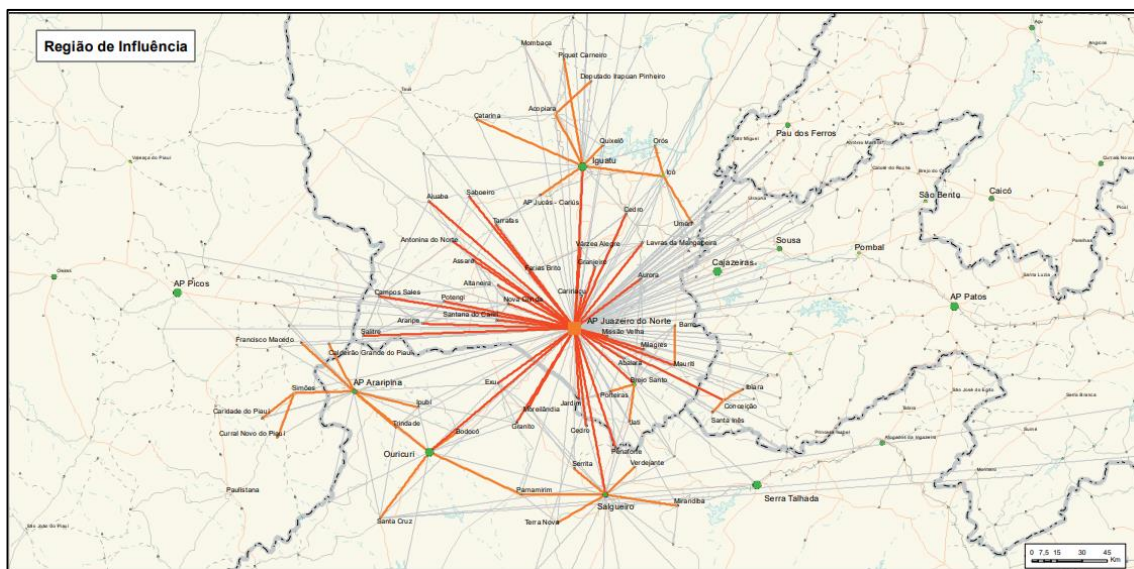 Região de Influência
Mombaça
Piquet Carneiro
Deputado Irapuan Pinheiro
Acopiara
Catarina
Quixelô
Orós
Iguatu
Icó
AP Jucás - Cariús
Umari
Pau dos Ferros
São Miguel
São Bento
Caicó
Sousa
Pombal
Cajazeiras
AP Patos
Aiuaba
Saboeiro
Tarrafas
Cedro
Antonina do Norte
Várzea Alegre
Lavras da Mangabeira
Assaré
Farias Brito
Granjeiro
Aurora
Altaneira
Caririaçu
Campos Sales
Potengi
Nova Olinda
Santana do Cariri
Araripe
Salitre
AP Juazeiro do Norte
Missão Velha
Barro
Milagres
Mauriti
Abaiara
Brejo Santo
Porteiras
Jati
Ibiara
Conceição
Santa Inês
AP Picos
Francisco Macedo
Calderão Grande do Piauí
AP Araripina
Simões
Caridade do Piauí
Curral Novo do Piauí
Ipubi
Trindade
Exu
Moreilândia
Granito
Jardim
Cedro
Penaforte
Bodocó
Ouricuri
Serrita
Verdejante
Parnamirim
Salgueiro
Mirandiba
Terra Nova
Santa Cruz
Paulistana
Serra Talhada
0 7,5 15 30 45
Km